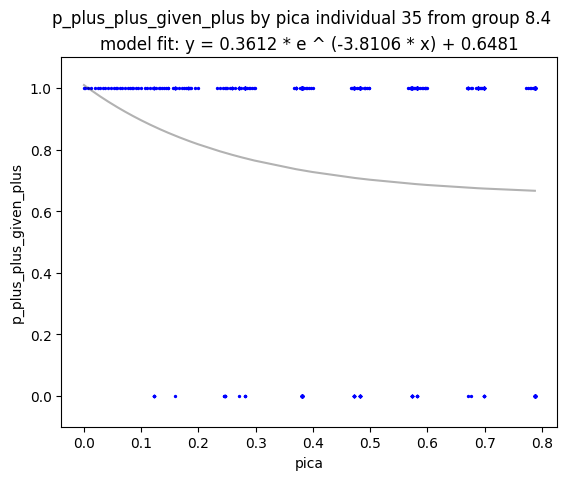 p_plus_plus_given_plus by pica individual 35 from group 8.4
model fit: y = 0.3612 * e ^ (-3.8106 * x) + 0.6481
1.0
0.8
0.6
0.4
0.2
0.0
p_plus_plus_given_plus
0.0 0.1 0.2 0.3 0.4 0.5 0.6 0.7 0.8
pica